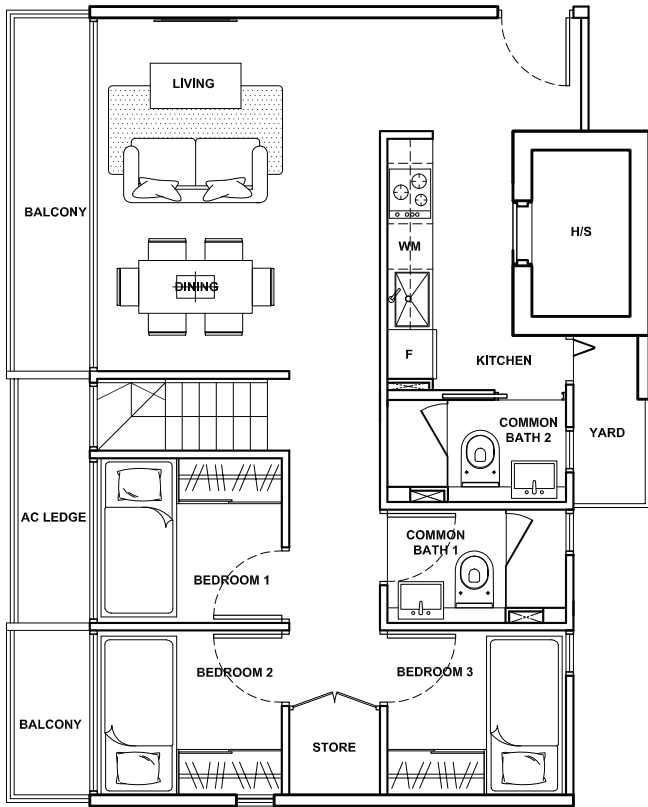 LIVING
BALCONY
H/S
WM
DINING
F
KITCHEN
COMMON
BATH 2
YARD
AC LEDGE
COMMON
BATH 1
BEDROOM 1
BEDROOM 2
BEDROOM 3
BALCONY
STORE